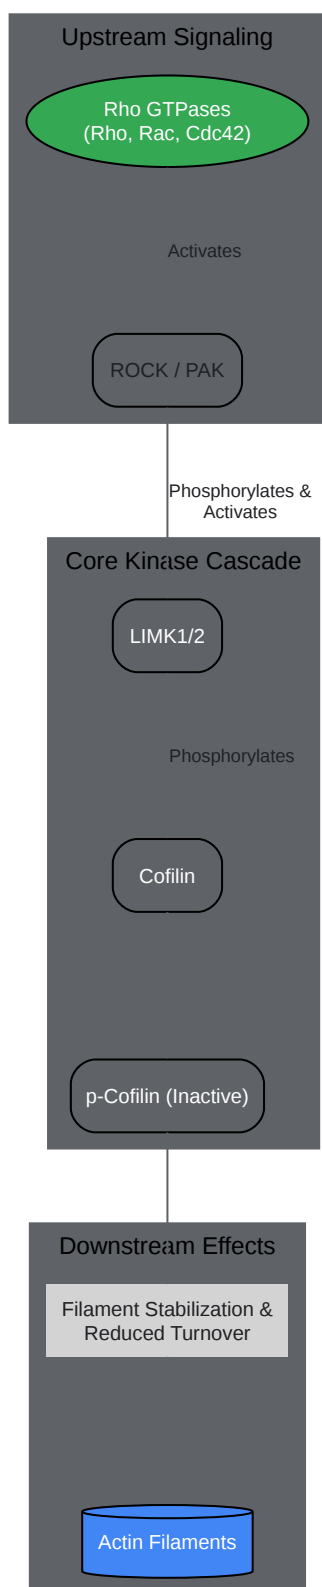 Upstream Signaling
Rho GTPases
(Rho, Rac, Cdc42)
Activates
ROCK / PAK
Phosphorylates &
Activates
Core Kinase Cascade
LIMK1/2
Phosphorylates
Cofilin
p-Cofilin (Inactive)
Downstream Effects
Filament Stabilization &
Reduced Turnover
Actin Filaments